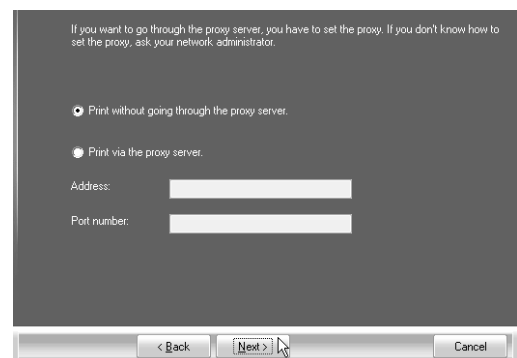 If you want to go through the proxy server, you have to set the proxy. If you don't know how to
set the proxy, ask your network administrator.
Print without going through the proxy server.
Print via the proxy server.
Address:
Port number:
< Back
Next >
Cancel